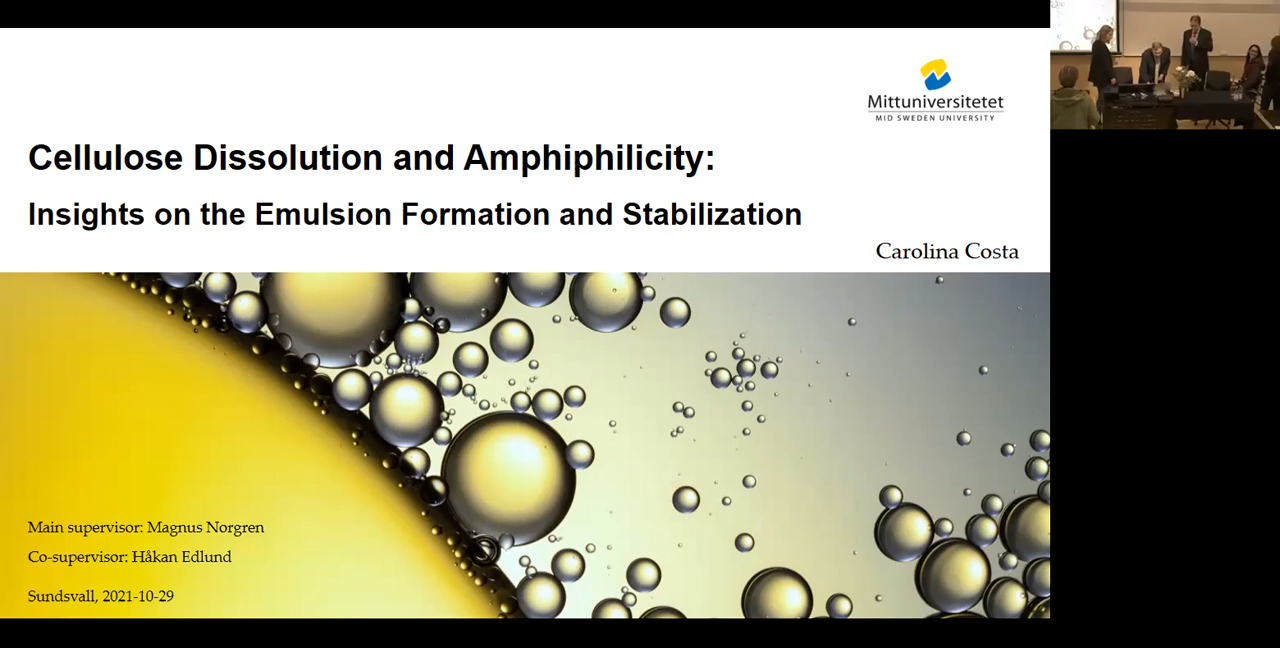 Mittuniversitetet
MID SWEDEN UNIVERSITY
Cellulose Dissolution and Amphiphilicity:
Insights on the Emulsion Formation and Stabilization
Carolina Costa
Main supervisor: Magnus Norgren
Co-supervisor: Håkan Edlund
Sundsvall, 2021-10-29